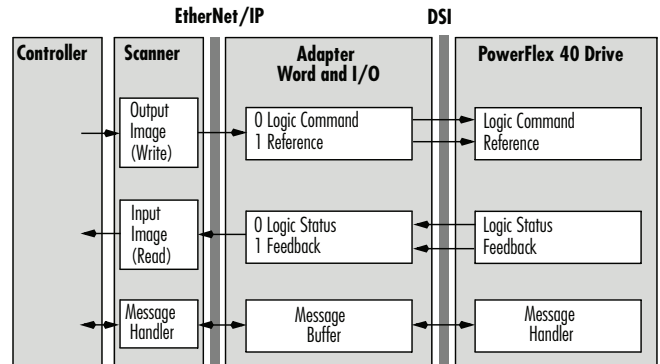 EtherNet/IP
DSI
Controller
Scanner
Adapter
Word and I/O
PowerFlex 40 Drive
Output
Image
(Write)
0 Logic Command
1 Reference
Logic Command
Reference
Input
Image
(Read)
0 Logic Status
1 Feedback
Logic Status
Feedback
Message
Handler
Message
Buffer
Message
Handler